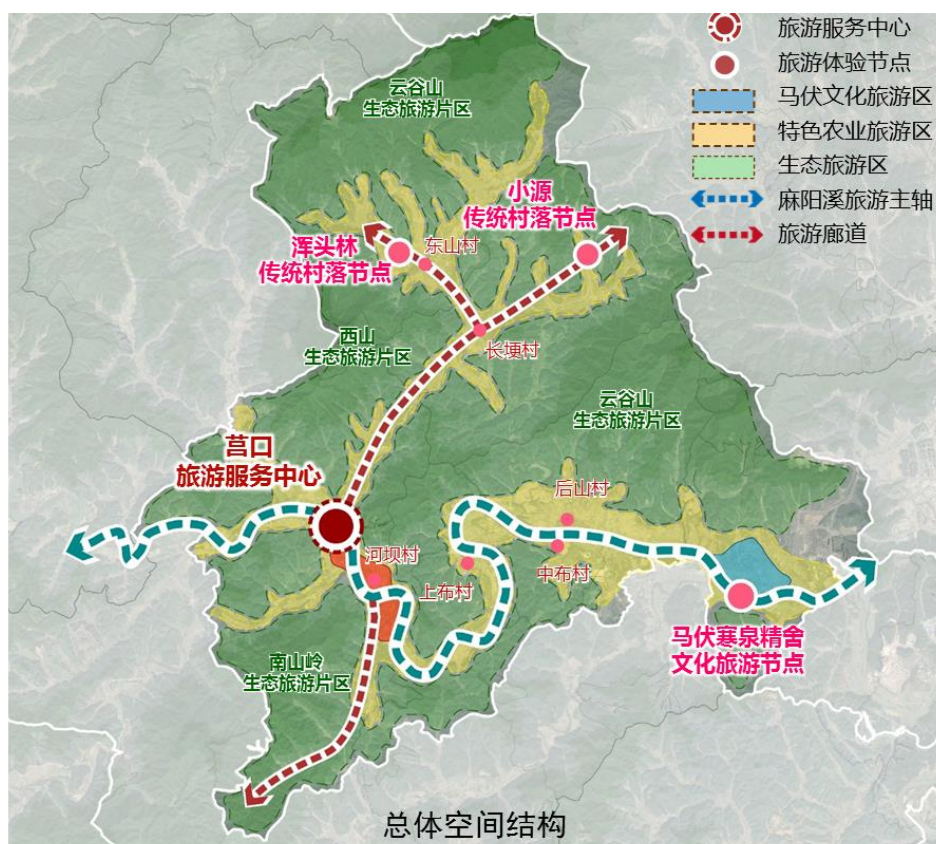 旅游服务中心
旅游体验节点
马伏文化旅游区
特色农业旅游区
生态旅游区
麻阳溪旅游主轴
旅游廊道
云谷山
生态旅游片区
小源
传统村落节点
浑头林
传统村落节点
东山村
长埂村
西山
生态旅游片区
云谷山
生态旅游片区
莒口
旅游服务中心
后山村
河坝村
上布村
中布村
马伏寒泉精舍
文化旅游节点
南山岭
生态旅游片区
总体空间结构